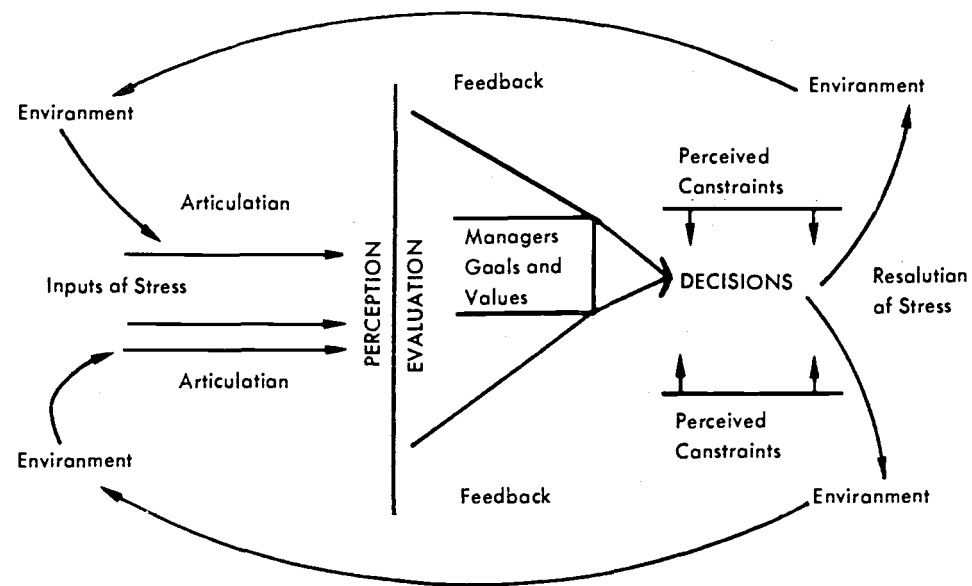 Feedback
Environment
Environment
Perceived
Constraints
Articulation
Managers
Goals and
Values
PERCEPTION
EVALUATION
DECISIONS
Inputs of Stress
Resolution
of Stress
Articulation
Perceived
Constraints
Environment
Feedback
Environment